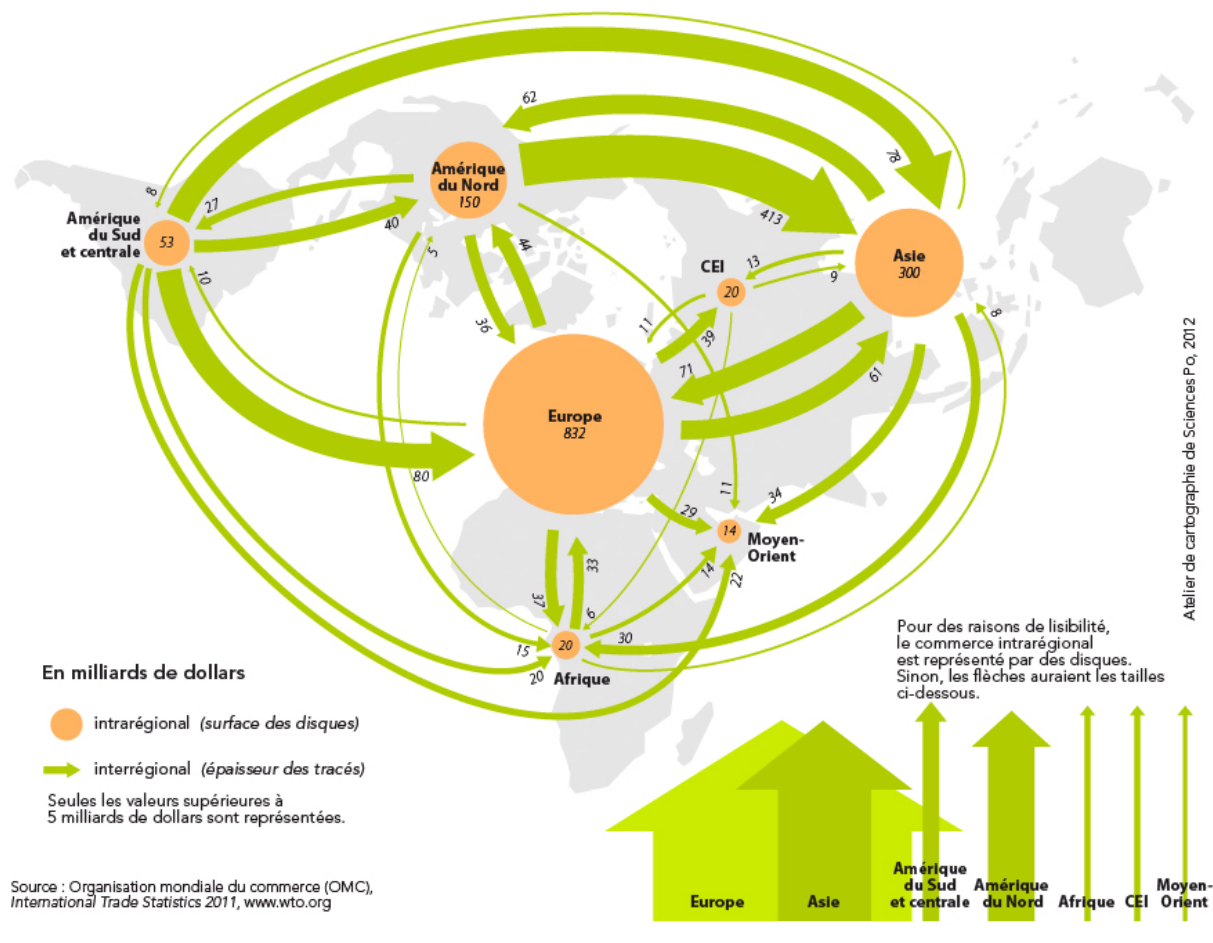 62
78
8
Amérique
du Nord
150
27
413
Amérique
du Sud
et centrale
53
40
5
44
CEI
13
Asie
300
20
9
10
36
11
39
8
71
61
Europe
832
80
11
34
29
14
Moyen-
Orient
33
14
22
37
6
30
15
20
20
Afrique
Atelier de cartographie de Sciences Po, 2012
Pour des raisons de lisibilité,
le commerce intrarégional
est représenté par des disques.
Sinon, les flèches auraient les tailles
ci-dessous.
En milliards de dollars
intrarégional (surface des disques)
interrégional (épaisseur des tracés)
Seules les valeurs supérieures à
5 milliards de dollars sont représentées.
Source : Organisation mondiale du commerce (OMC),
International Trade Statistics 2011, www.wto.org
Europe
Asie
Amérique
du Sud
et centrale
Amérique
du Nord
Afrique
CEI
Moyen-
Orient